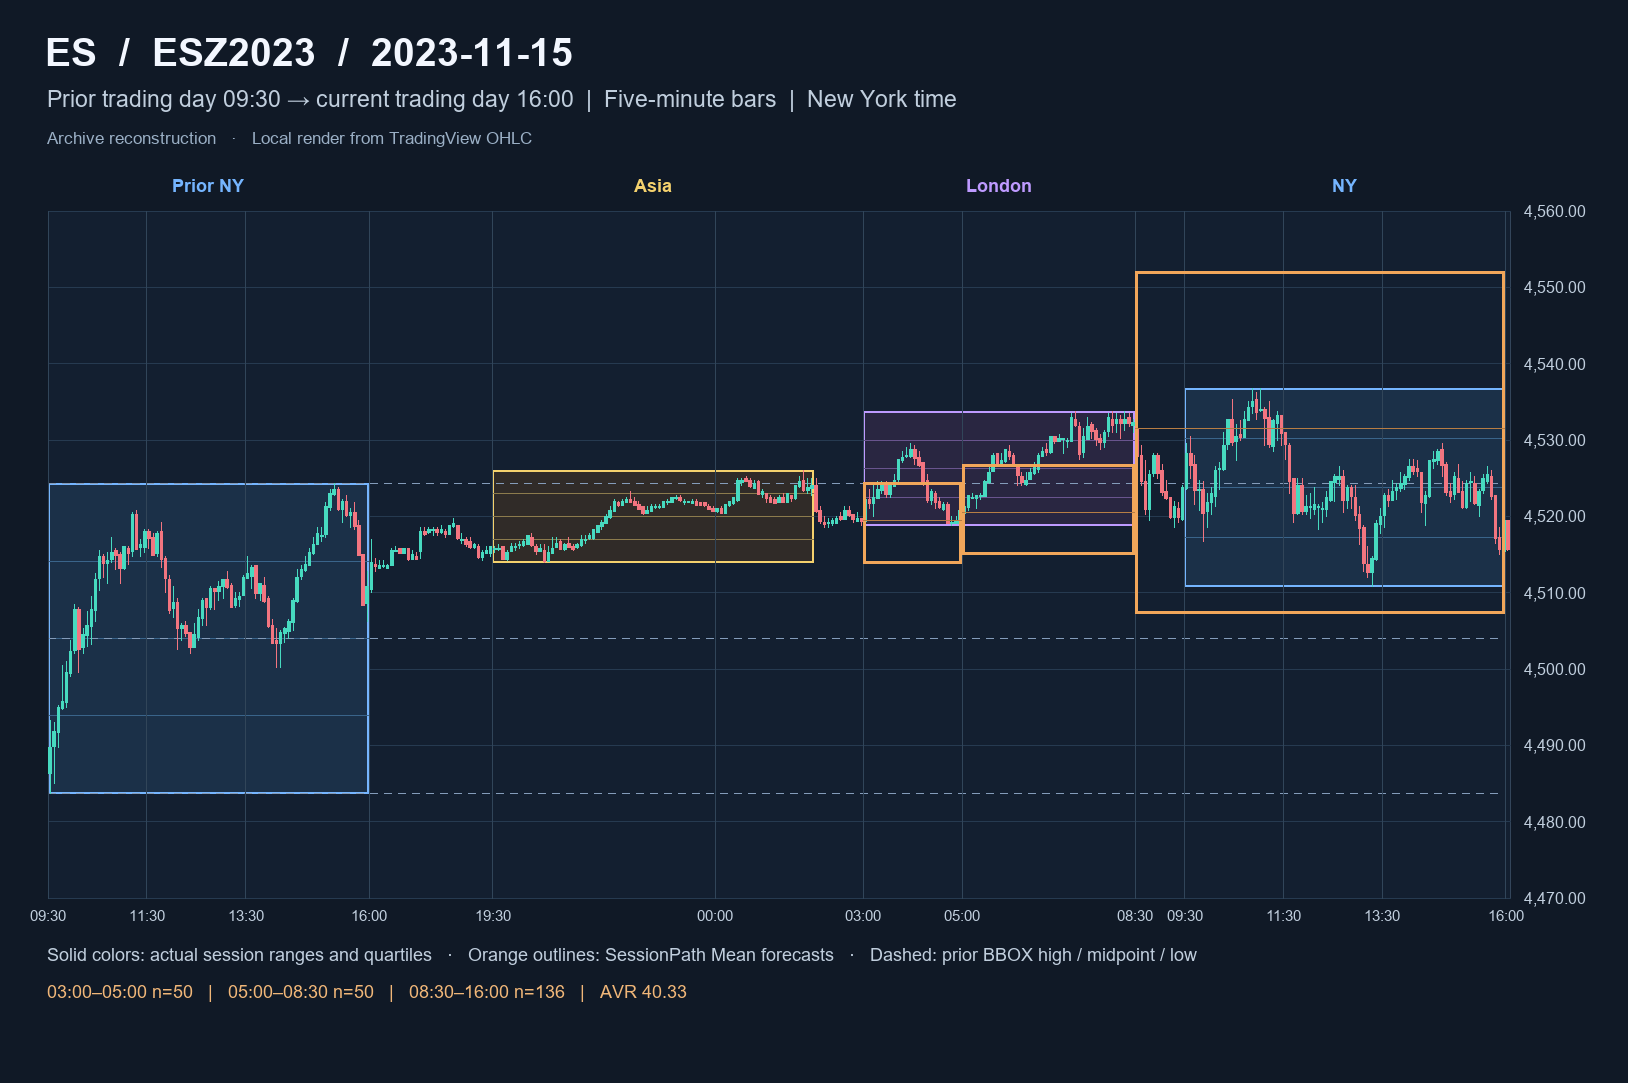 ES / ESZ2023 / 2023-11-15
Prior trading day 09:30 → current trading day 16:00 | Five-minute bars | New York time
Archive reconstruction · Local render from TradingView OHLC
Prior NY Asia London NY
4,560.00
4,550.00
4,540.00
4,530.00
4,520.00
4,510.00
4,500.00
4,490.00
4,480.00
4,470.00
09:30 11:30 13:30 16:00 19:30 00:00 03:00 05:00 08:30 09:30 11:30 13:30 16:00
Solid colors: actual session ranges and quartiles · Orange outlines: SessionPath Mean forecasts · Dashed: prior BBOX high / midpoint / low
03:00–05:00 n=50 | 05:00–08:30 n=50 | 08:30–16:00 n=136 | AVR 40.33